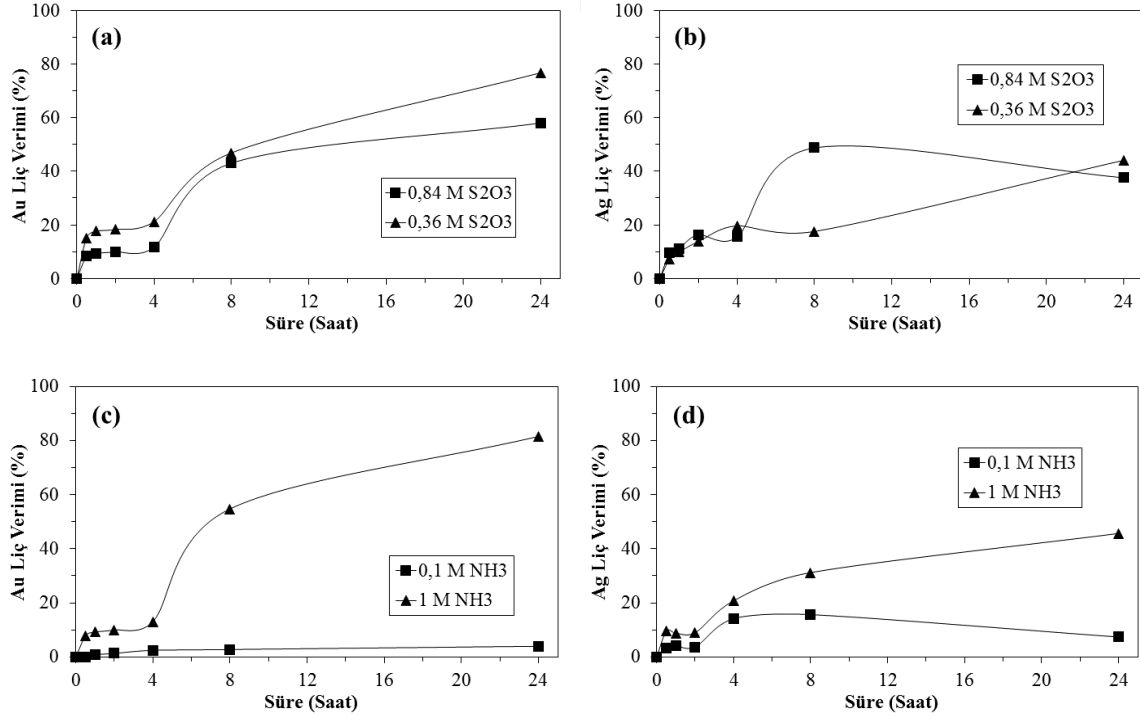 (a)
Au Liç Verimi (%)
100
80
60
40
20
0
0,84 M S2O3
0,36 M S2O3
0 4 8 12 16 20 24
Süre (Saat)
(b)
Ag Liç Verimi (%)
100
80
60
40
20
0
0,84 M S2O3
0,36 M S2O3
0 4 8 12 16 20 24
Süre (Saat)
(c)
Au Liç Verimi (%)
100
80
60
40
20
0
0,1 M NH3
1 M NH3
0 4 8 12 16 20 24
Süre (Saat)
(d)
Ag Liç Verimi (%)
100
80
60
40
20
0
0,1 M NH3
1 M NH3
0 4 8 12 16 20 24
Süre (Saat)